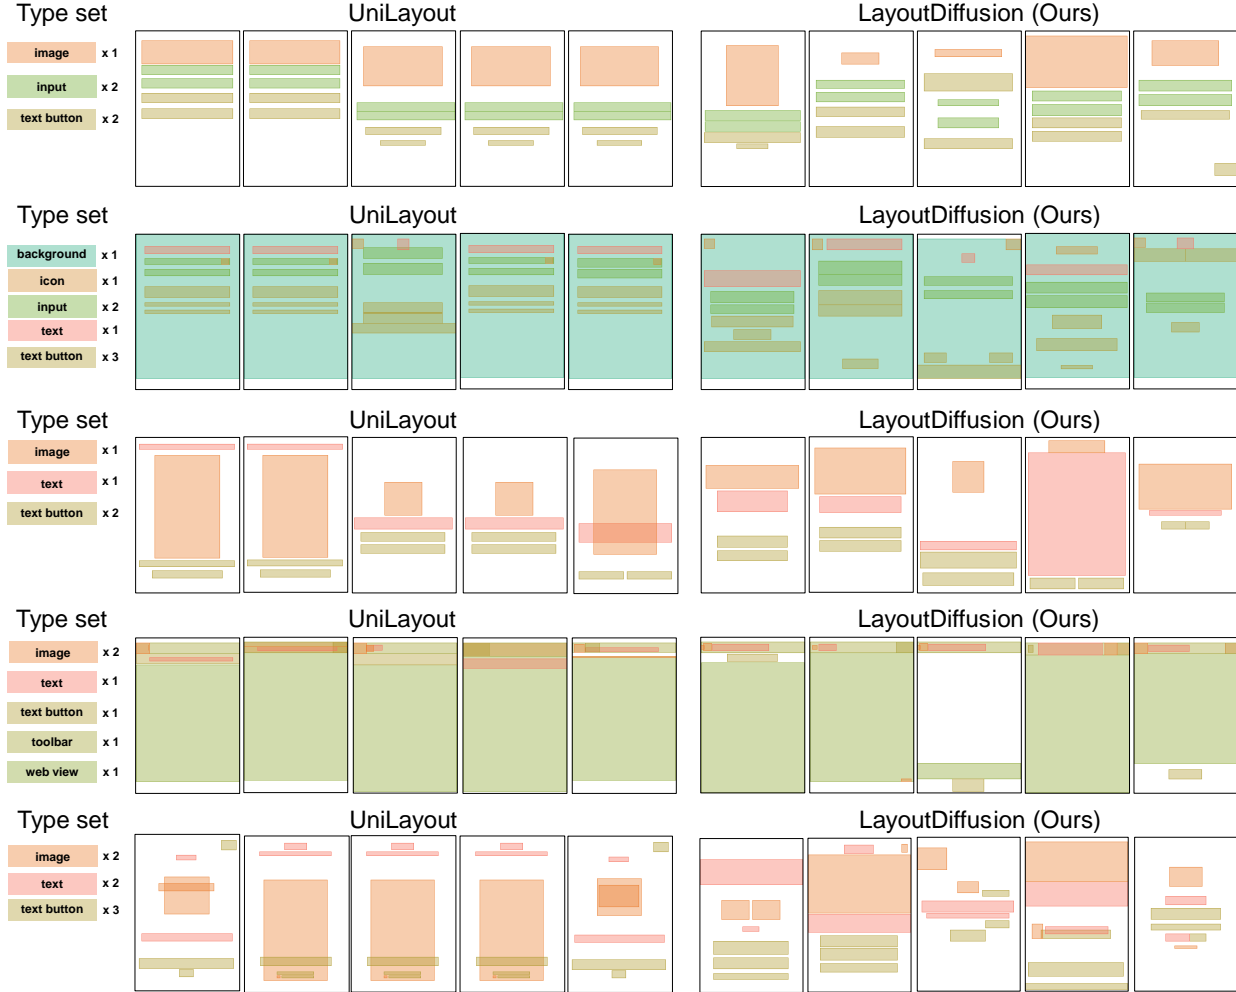 Type set UniLayout LayoutDiffusion (Ours)
image x 1
input x 2
text button x 2
Type set UniLayout LayoutDiffusion (Ours)
background x 1
icon x 1
input x 2
text x 1
text button x 3
Type set UniLayout LayoutDiffusion (Ours)
image x 1
text x 1
text button x 2
Type set UniLayout LayoutDiffusion (Ours)
image x 2
text x 1
text button x 1
toolbar x 1
web view x 1
Type set UniLayout LayoutDiffusion (Ours)
image x 2
text x 2
text button x 3